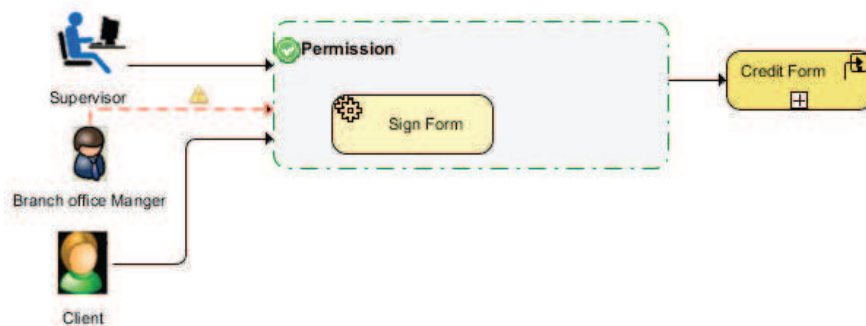 Permission
Supervisor
Sign Form
Credit Form
Branch office Manger
Client